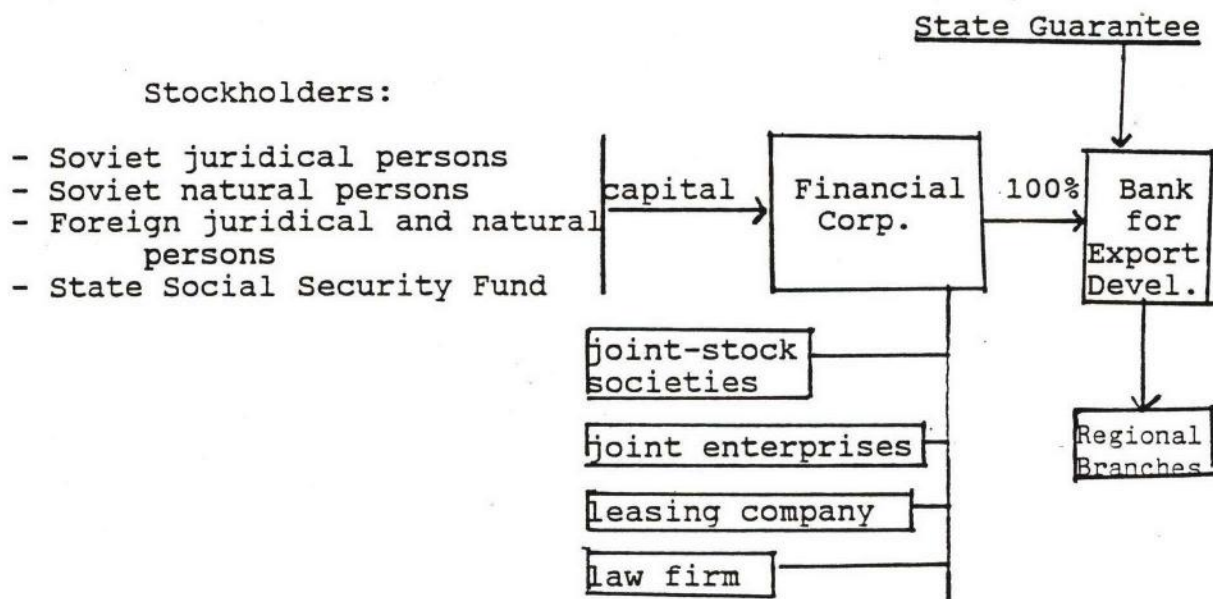 State Guarantee
Stockholders:
- Soviet juridical persons
- Soviet natural persons
- Foreign juridical and natural
persons
- State Social Security Fund
capital
Financial
Corp.
100%
Bank
for
Export
Devel.
joint-stock
societies
joint enterprises
leasing company
law firm
Regional
Branches